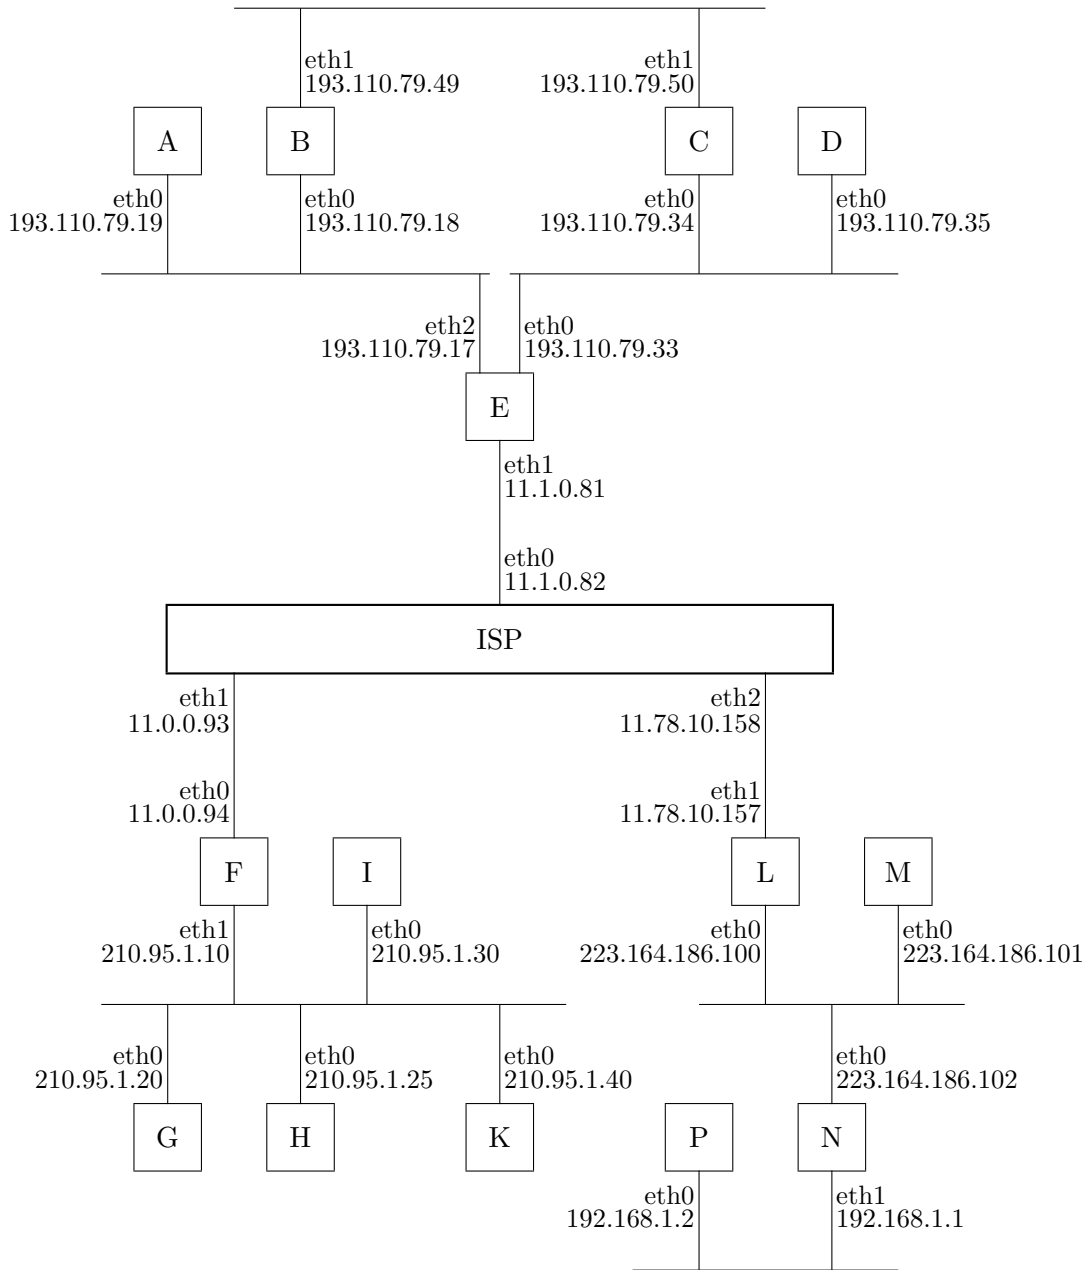 eth1
193.110.79.49
eth1
193.110.79.50
A
B
C
D
eth0
193.110.79.19
eth0
193.110.79.18
eth0
193.110.79.34
eth0
193.110.79.35
eth2
193.110.79.17
eth0
193.110.79.33
E
eth1
11.1.0.81
eth0
11.1.0.82
ISP
eth1
11.0.0.93
eth2
11.78.10.158
eth0
11.0.0.94
eth1
11.78.10.157
F
I
L
M
eth1
210.95.1.10
eth0
210.95.1.30
eth0
223.164.186.100
eth0
223.164.186.101
eth0
210.95.1.20
eth0
210.95.1.25
eth0
210.95.1.40
eth0
223.164.186.102
G
H
K
P
N
eth0
192.168.1.2
eth1
192.168.1.1